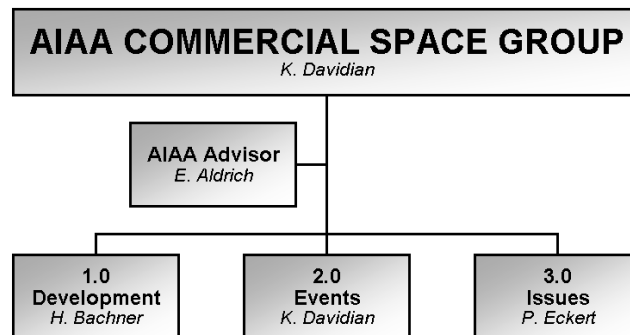 AIAA COMMERCIAL SPACE GROUP
K. Davidian
AIAA Advisor
E. Aldrich
1.0
Development
H. Bachner
2.0
Events
K. Davidian
3.0
Issues
P. Eckert